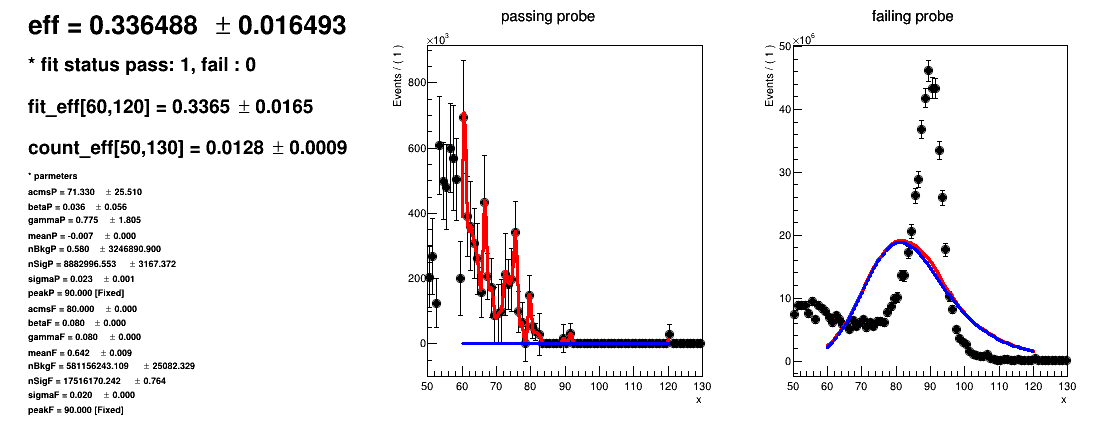 eff = 0.336488 ± 0.016493
* fit status pass: 1, fail : 0
fit_eff[60,120] = 0.3365 ± 0.0165
count_eff[50,130] = 0.0128 ± 0.0009
* parmeters
acmsP = 71.330 ± 25.510
betaP = 0.036 ± 0.056
gammaP = 0.775 ± 1.805
meanP = -0.007 ± 0.000
nBkgP = 0.580 ± 3246890.900
nSigP = 8882996.553 ± 3167.372
sigmaP = 0.023 ± 0.001
peakP = 90.000 [Fixed]
acmsF = 80.000 ± 0.000
betaF = 0.080 ± 0.000
gammaF = 0.080 ± 0.000
meanF = 0.642 ± 0.009
nBkgF = 581156243.109 ± 25082.329
nSigF = 17516170.242 ± 0.764
sigmaF = 0.020 ± 0.000
peakF = 90.000 [Fixed]
passing probe
×10³
Events / ( 1 )
800
600
400
200
0
50 60 70 80 90 100 110 120 130
x
failing probe
×10⁶
Events / ( 1 )
50
40
30
20
10
0
50 60 70 80 90 100 110 120 130
x